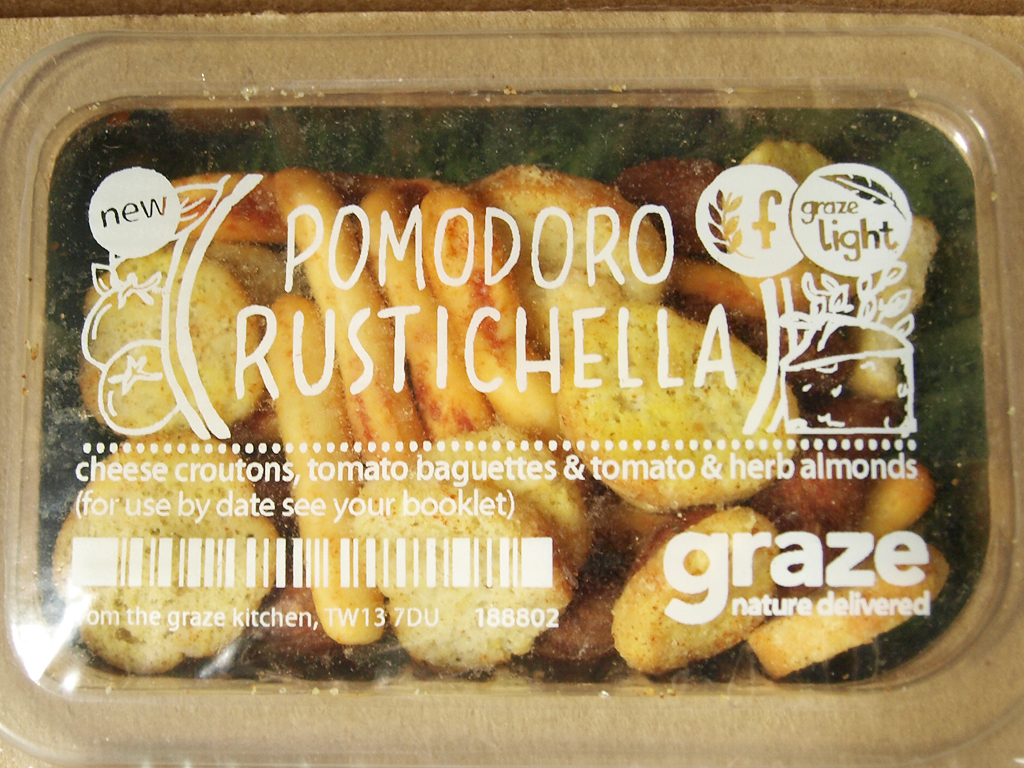 new
POMODORO
RUSTICHELLA
f
graze
light
cheese croutons, tomato baguettes & tomato & herb almonds
(for use by date see your booklet)
graze
nature delivered
from the graze kitchen, TW13 7DU 188802